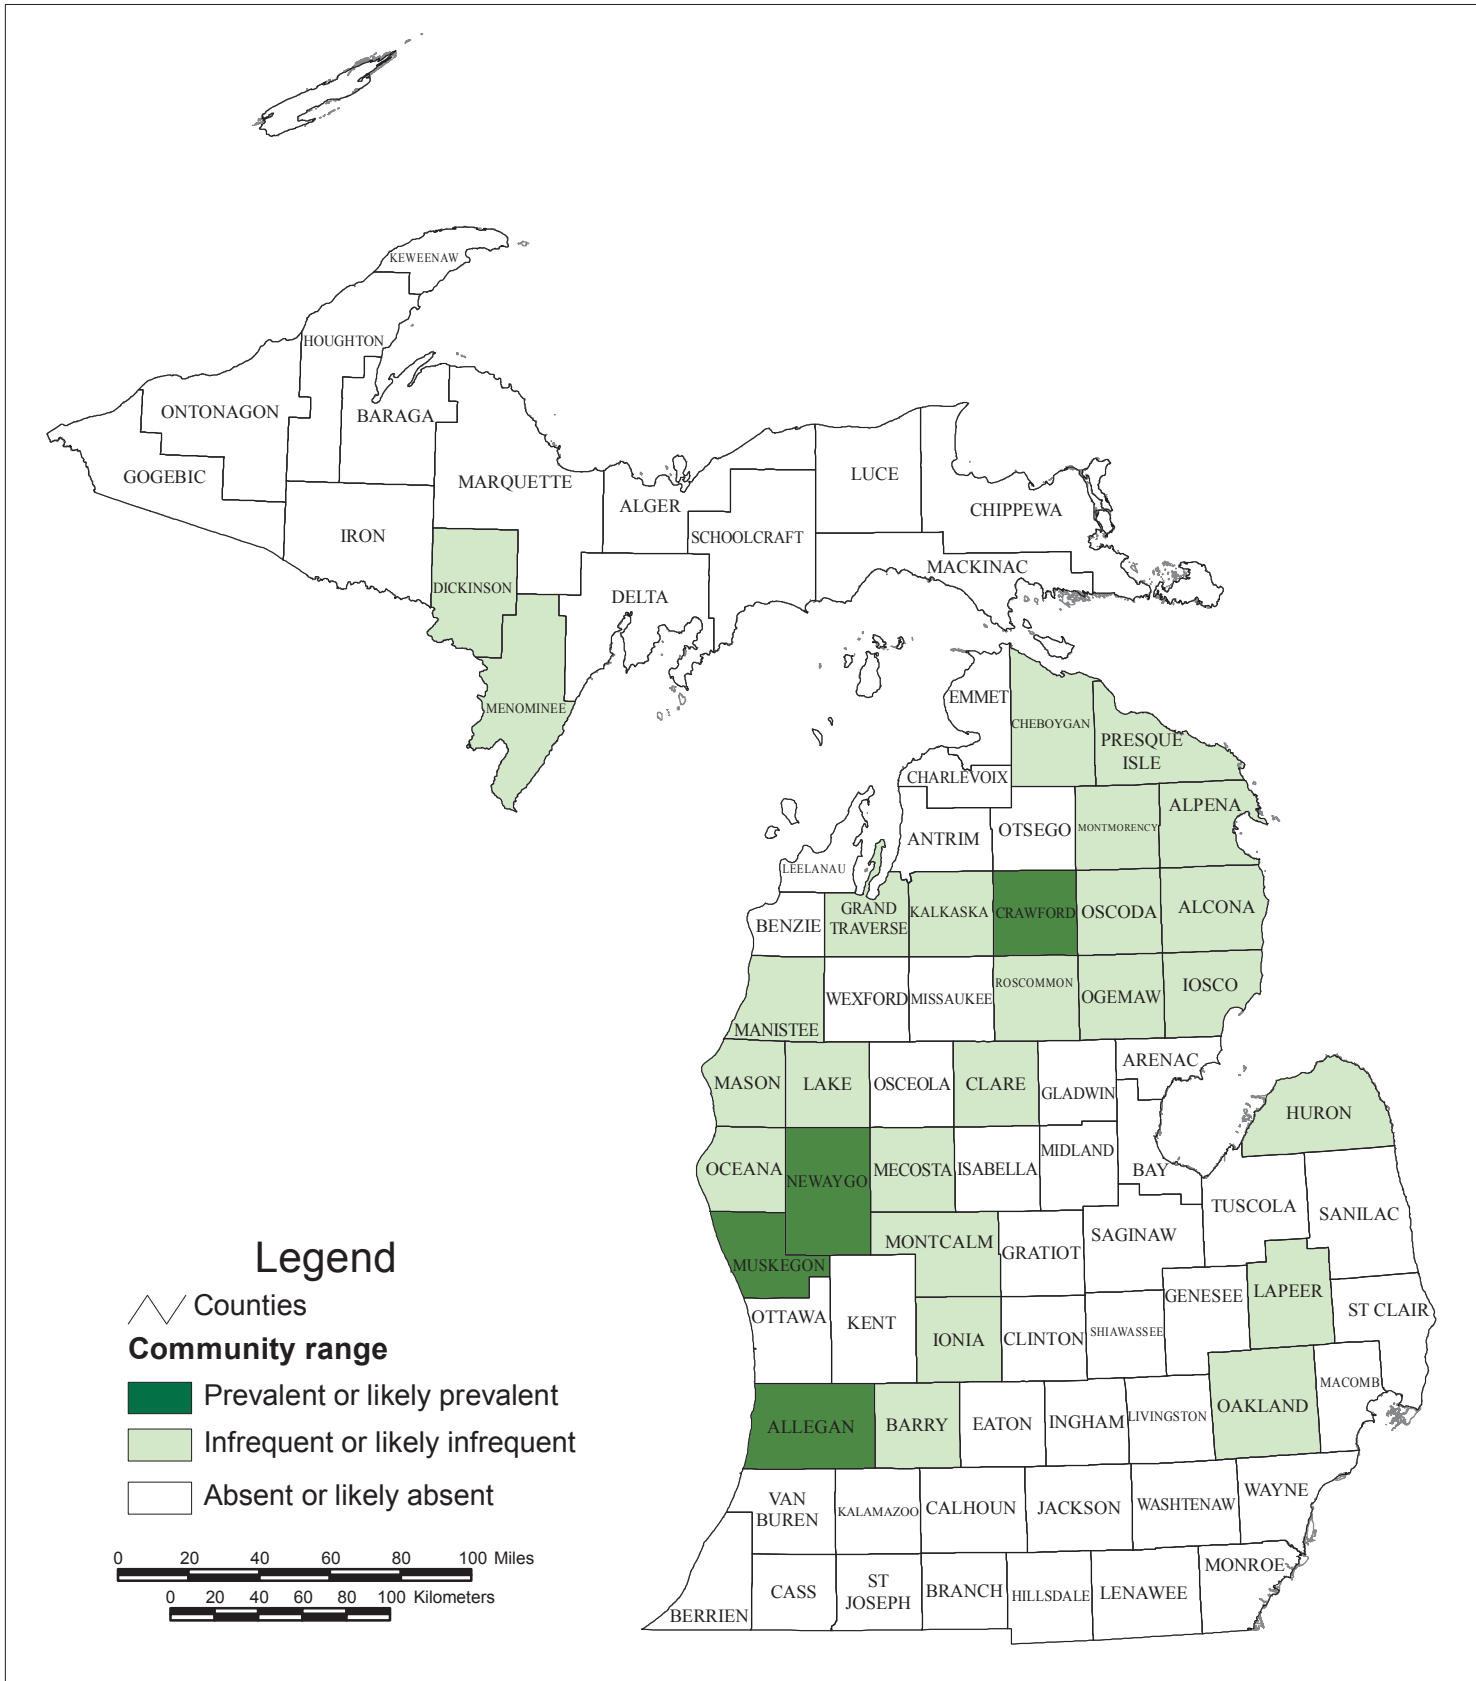 KEWEENAW
HOUGHTON
ONTONAGON
BARAGA
GOGEBIC
MARQUETTE
LUCE
ALGER
CHIPPEWA
IRON
SCHOOLCRAFT
MACKINAC
DICKINSON
DELTA
EMMET
MENOMINEE
CHEBOYGAN
PRESQUE
ISLE
CHARLEVOIX
ALPENA
OTSEGO
MONTMORENCY
ANTRIM
LEELANAU
GRAND
TRAVERSE
KALKASKA
CRAWFORD
OSCODA
ALCONA
BENZIE
WEXFORD
MISSAUKEE
ROSCOMMON
OGEMAW
IOSCO
MANISTEE
ARENAC
MASON
LAKE
OSCEOLA
CLARE
GLADWIN
HURON
OCEANA
NEWAYGO
MECOSTA
ISABELLA
MIDLAND
BAY
TUSCOLA
SANILAC
MONTCALM
GRATIOT
SAGINAW
MUSKEGON
GENESEE
LAPEER
ST CLAIR
OTTAWA
KENT
IONIA
CLINTON
SHIAWASSEE
MACOMB
ALLEGAN
BARRY
EATON
INGHAM
LIVINGSTON
OAKLAND
VAN
BUREN
KALAMAZOO
CALHOUN
JACKSON
WASHTENAW
WAYNE
BERRIEN
CASS
ST
JOSEPH
BRANCH
HILLSDALE
LENAWEE
MONROE
Legend
Counties
Community range
Prevalent or likely prevalent
Infrequent or likely infrequent
Absent or likely absent
0 20 40 60 80 100 Miles
0 20 40 60 80 100 Kilometers